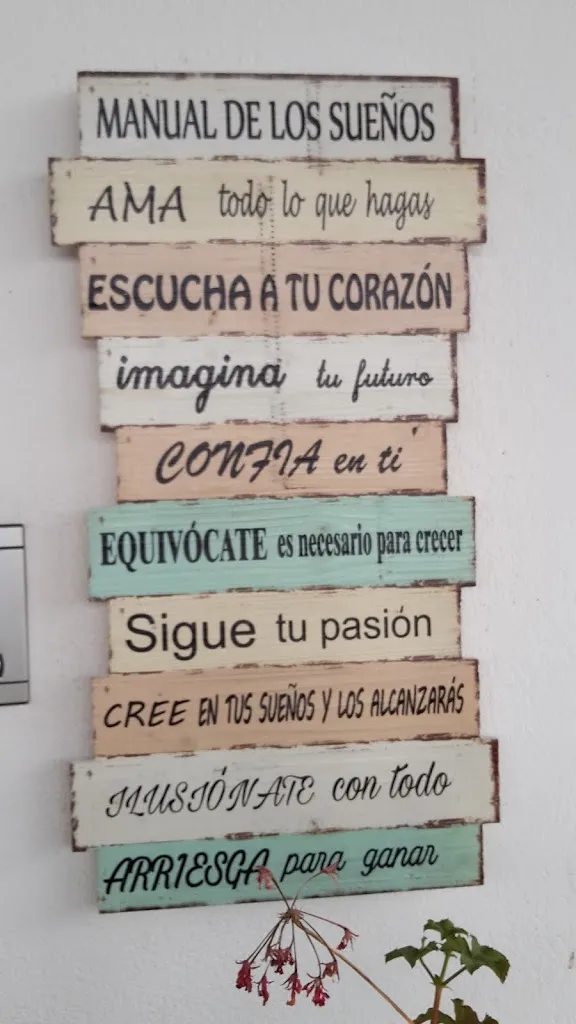 MANUAL DE LOS SUEÑOS
AMA todo lo que hagas
ESCUCHA A TU CORAZÓN
imagina tu futuro
CONFIA en ti
EQUIVÓCATE es necesario para crecer
Sigue tu pasión
CREE EN TUS SUEÑOS Y LOS ALCANZARÁS
ILUSIÓNATE con todo
ARRIESGA para ganar